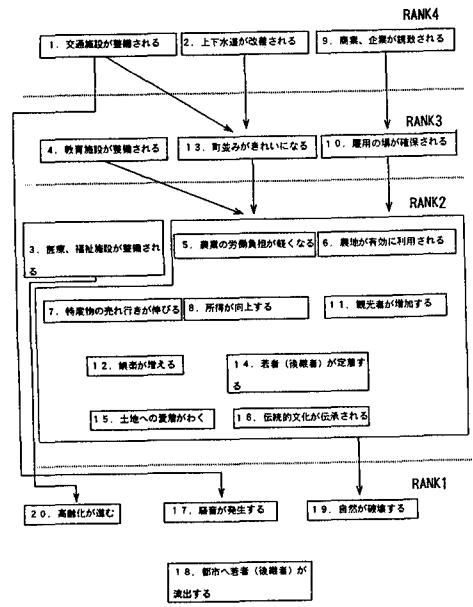 RANK4
1．交通施設が整備される
2．上下水道が改善される
9．商業、企業が誘致される
RANK3
4．教育施設が整備される
13．町並みがきれいになる
10．雇用の場が確保される
RANK2
3．医療、福祉施設が整備され
る
5．農業の労働負担が軽くなる
6．農地が有効に利用される
7．特産物の売れ行きが伸びる
8．所得が向上する
11．観光者が増加する
12．娯楽が増える
14．若者（後継者）が定着す
る
15．土地への愛着がわく
16．伝統的文化が伝承される
RANK1
20．高齢化が進む
17．騒音が発生する
19．自然が破壊する
18．都市へ若者（後継者）が
流出する